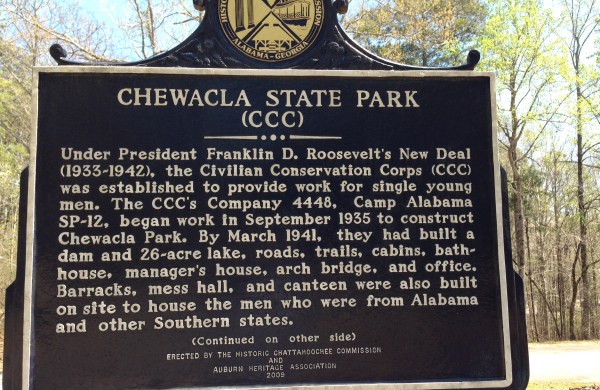 HISTORIC
COMMISSION
ALABAMA-GEORGIA
CHEWACLA STATE PARK
(CCC)
Under President Franklin D. Roosevelt's New Deal
(1933-1942), the Civilian Conservation Corps (CCC)
was established to provide work for single young
men. The CCC's Company 4448, Camp Alabama
SP-12, began work in September 1935 to construct
Chewacla Park. By March 1941, they had built a
dam and 26-acre lake, roads, trails, cabins, bath-
house, manager's house, arch bridge, and office.
Barracks, mess hall, and canteen were also built
on site to house the men who were from Alabama
and other Southern states.
(Continued on other side)
ERECTED BY THE HISTORIC CHATTAHOOCHEE COMMISSION
AND
AUBURN HERITAGE ASSOCIATION
2009